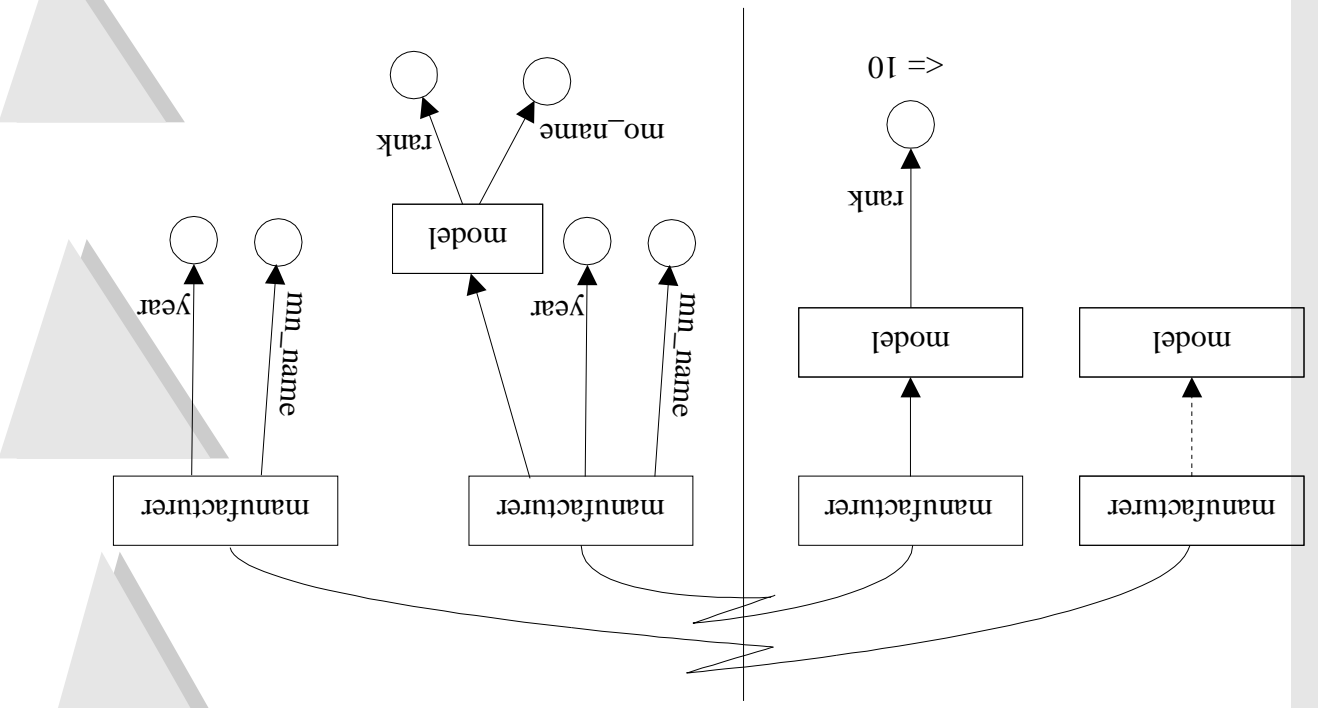 manufacturer
manufacturer
manufacturer
manufacturer
model
model
mn_name
year
mn_name
year
model
rank
mo_name
rank
<= 10